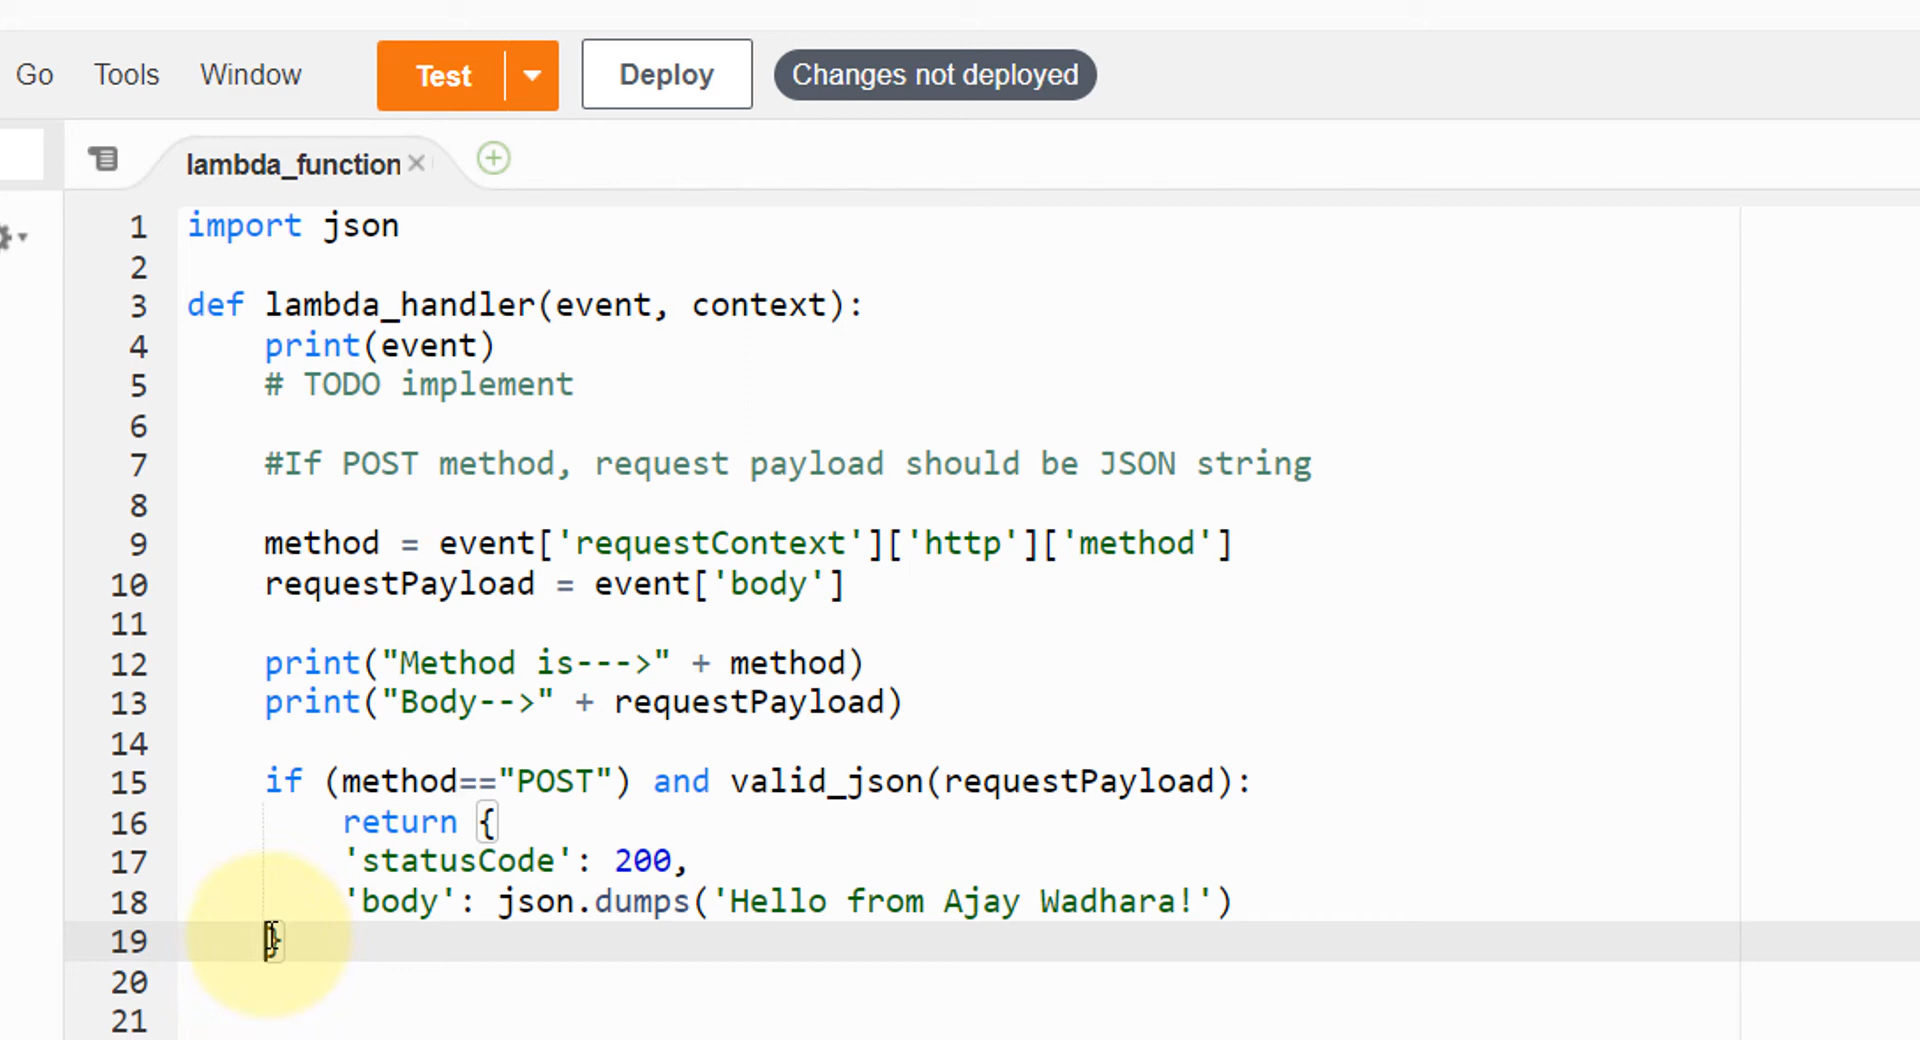 Go Tools Window Test Deploy Changes not deployed
lambda_function
1 import json
2
3 def lambda_handler(event, context):
4     print(event)
5     # TODO implement
6
7     #If POST method, request payload should be JSON string
8
9     method = event['requestContext']['http']['method']
10     requestPayload = event['body']
11
12     print("Method is--->" + method)
13     print("Body-->" + requestPayload)
14
15     if (method=="POST") and valid_json(requestPayload):
16         return {
17         'statusCode': 200,
18         'body': json.dumps('Hello from Ajay Wadhara!')
19     }
20
21